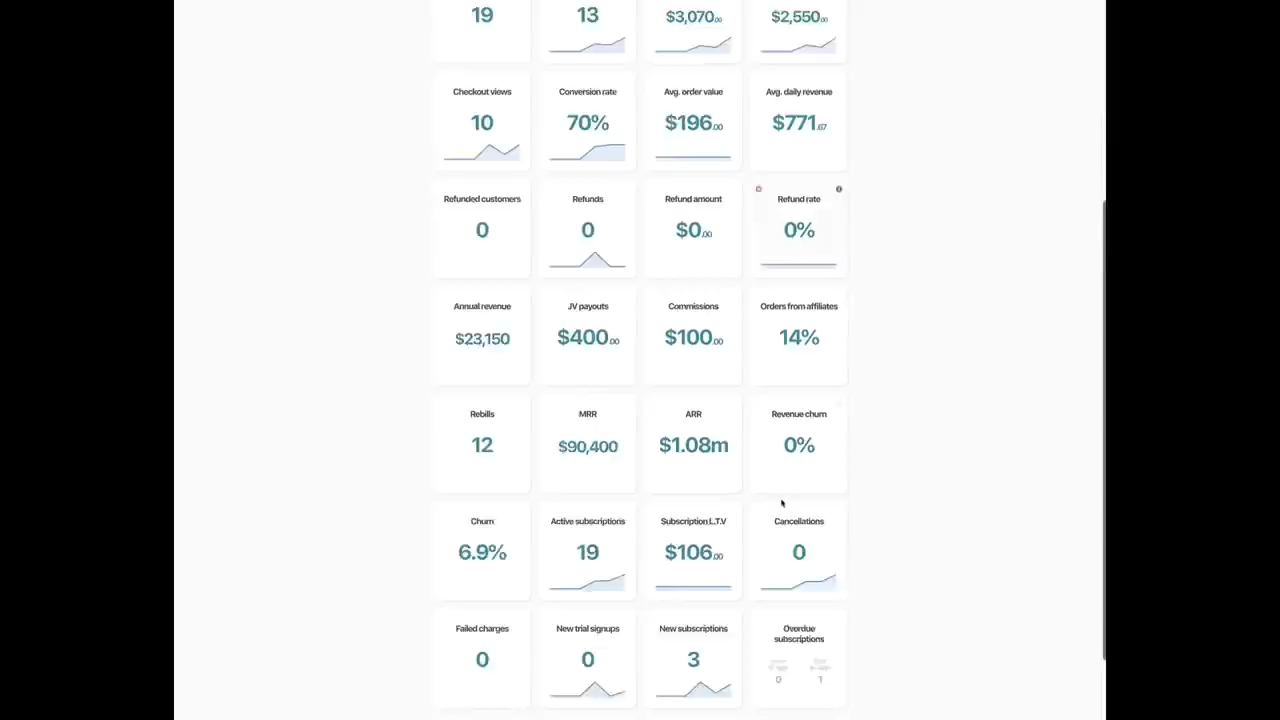 19 13 $3,070.00 $2,550.00
Checkout views Conversion rate Avg. order value Avg. daily revenue
10 70% $196.00 $771.67
Refunded customers Refunds Refund amount Refund rate
0 0 $0.00 0%
Annual revenue JV payouts Commissions Orders from affiliates
$23,150 $400.00 $100.00 14%
Rebills MRR ARR Revenue churn
12 $90,400 $1.08m 0%
Churn Active subscriptions Subscription L.T.V Cancellations
6.9% 19 $106.00 0
Failed charges New trial signups New subscriptions Overdue
subscriptions
0 0 3
0 1